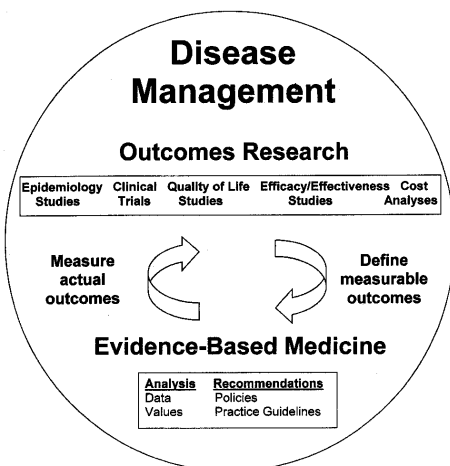 Disease
Management
Outcomes Research
Epidemiology Clinical Quality of Life Efficacy/Effectiveness Cost
Studies Trials Studies Studies Analyses
Measure
actual
outcomes
Define
measurable
outcomes
Evidence-Based Medicine
Analysis Recommendations
Data Policies
Values Practice Guidelines